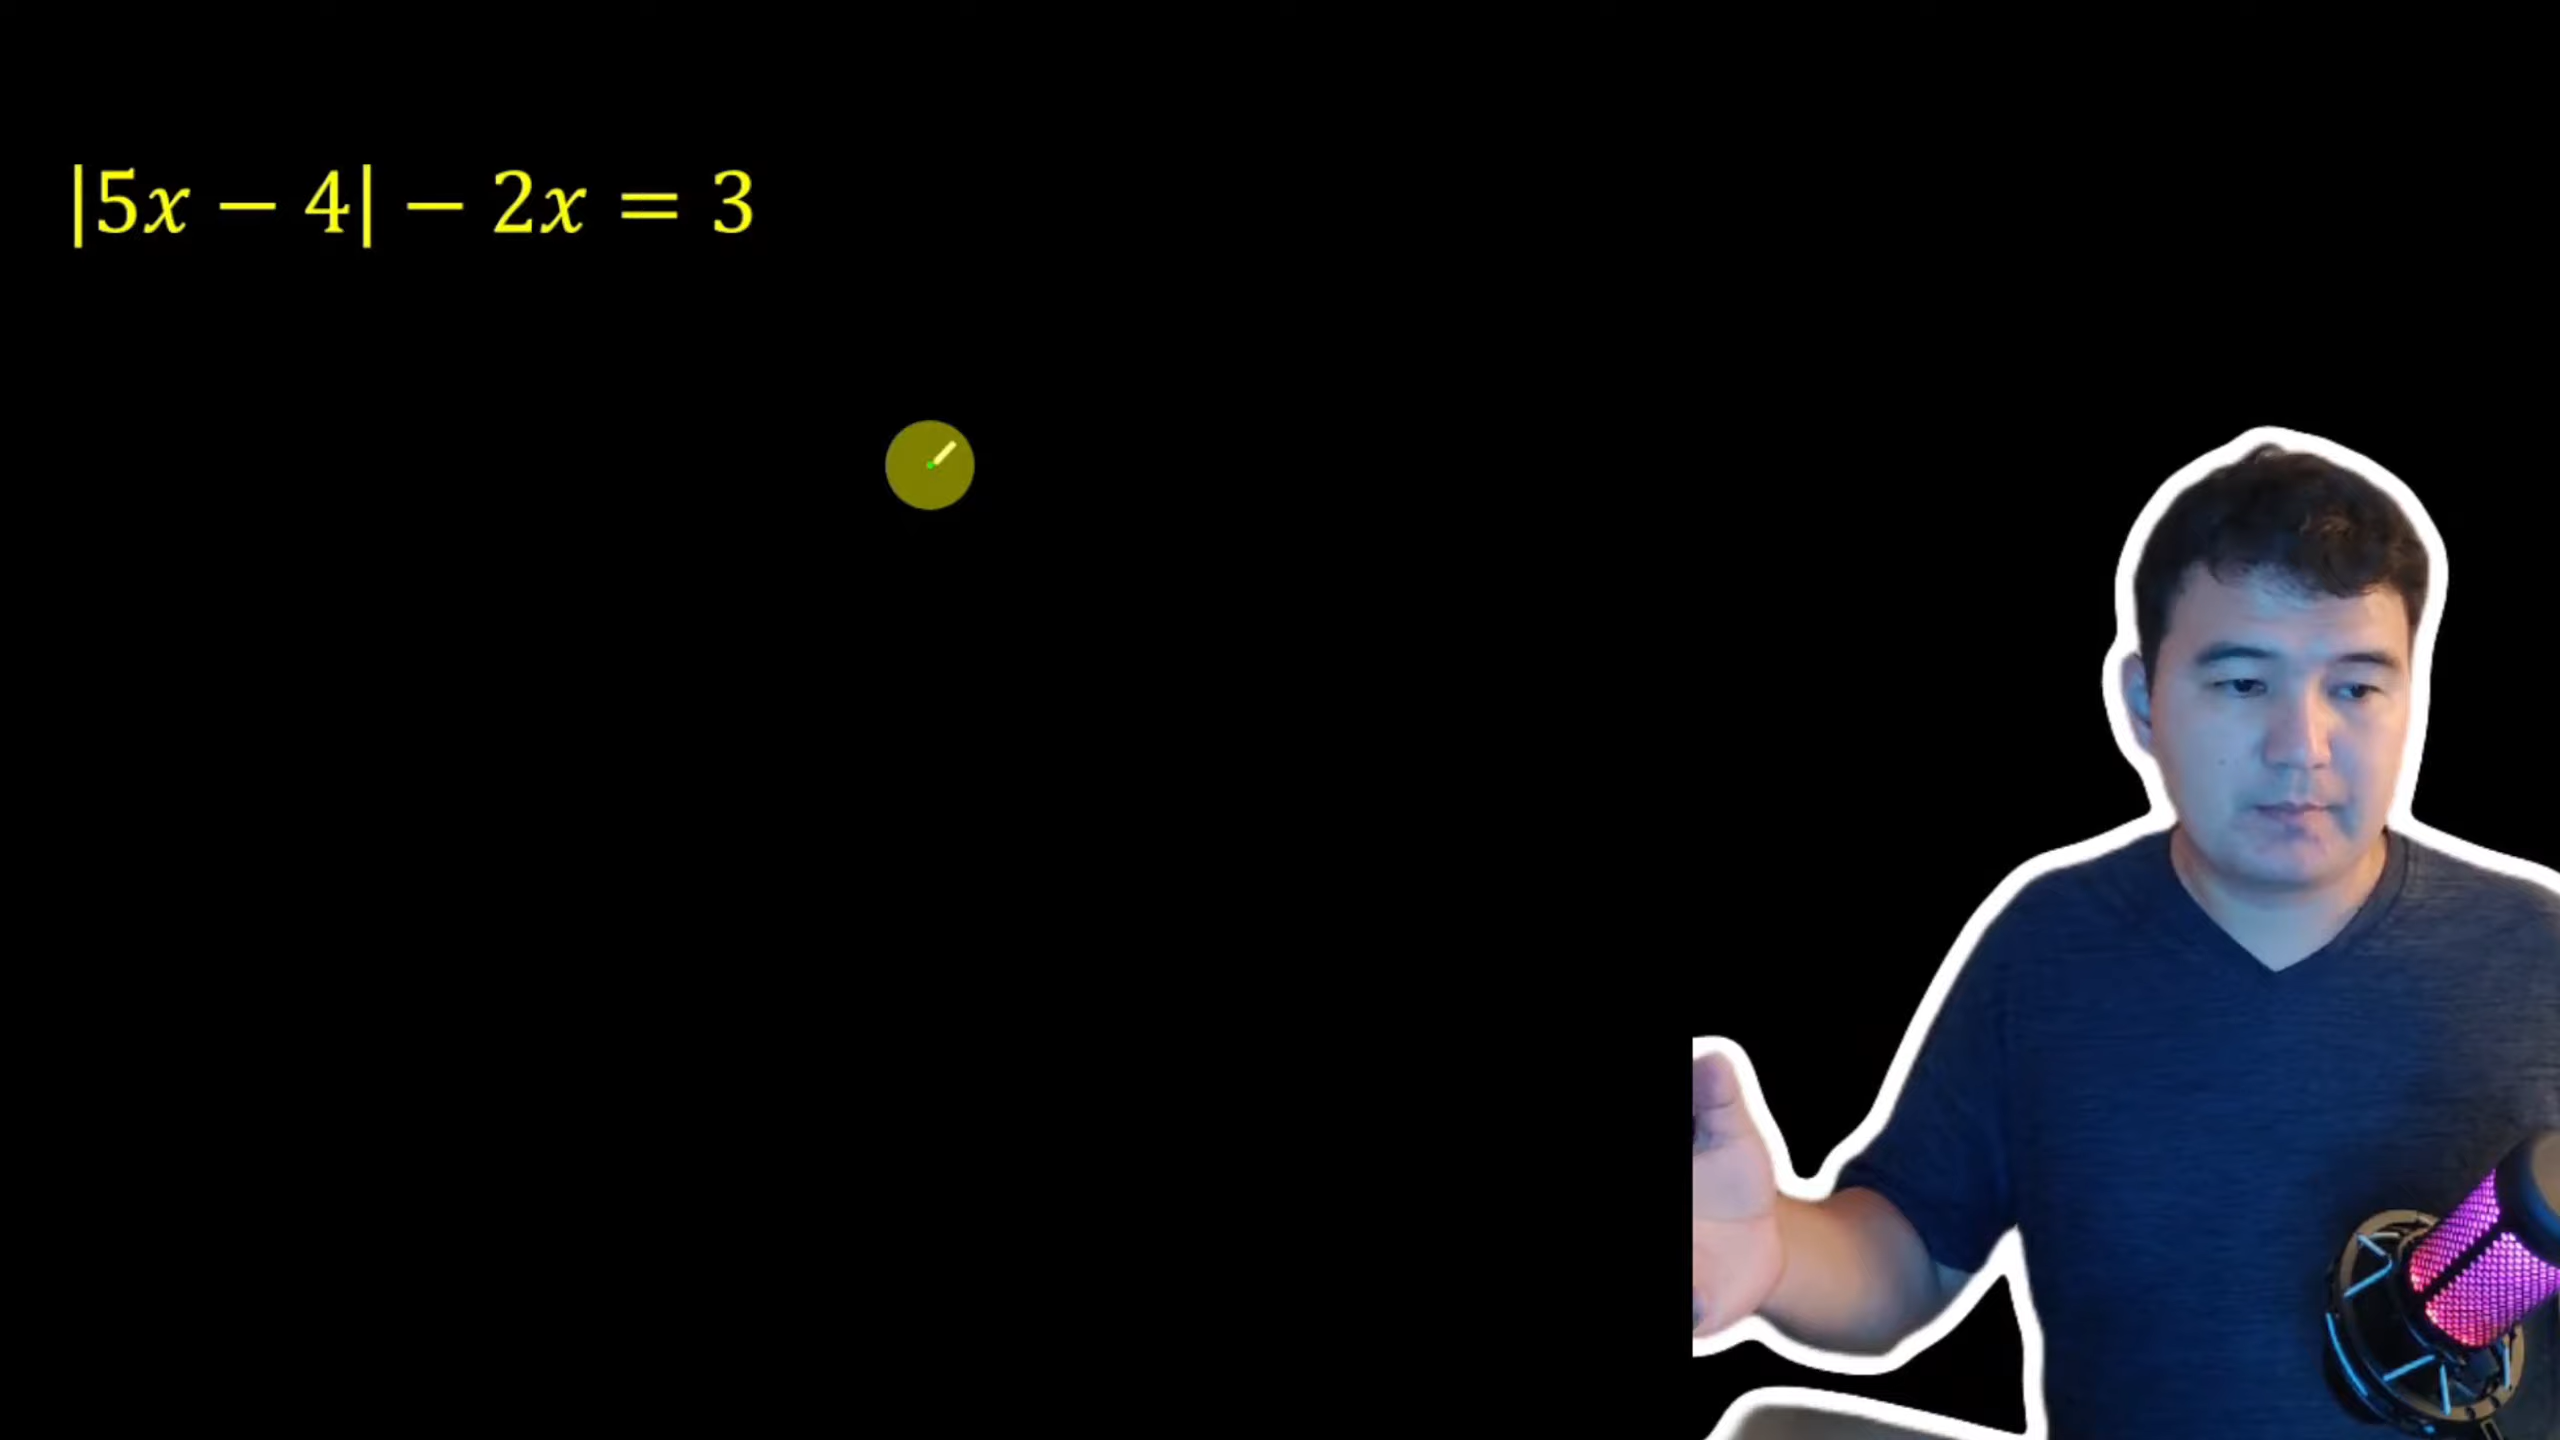 |5x − 4| − 2x = 3